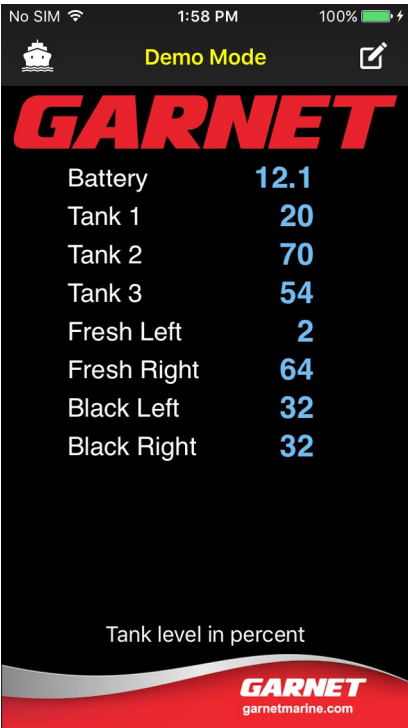 No SIM 1:58 PM 100%
Demo Mode
GARNET
Battery 12.1
Tank 1 20
Tank 2 70
Tank 3 54
Fresh Left 2
Fresh Right 64
Black Left 32
Black Right 32
Tank level in percent
GARNET
garnetmarine.com